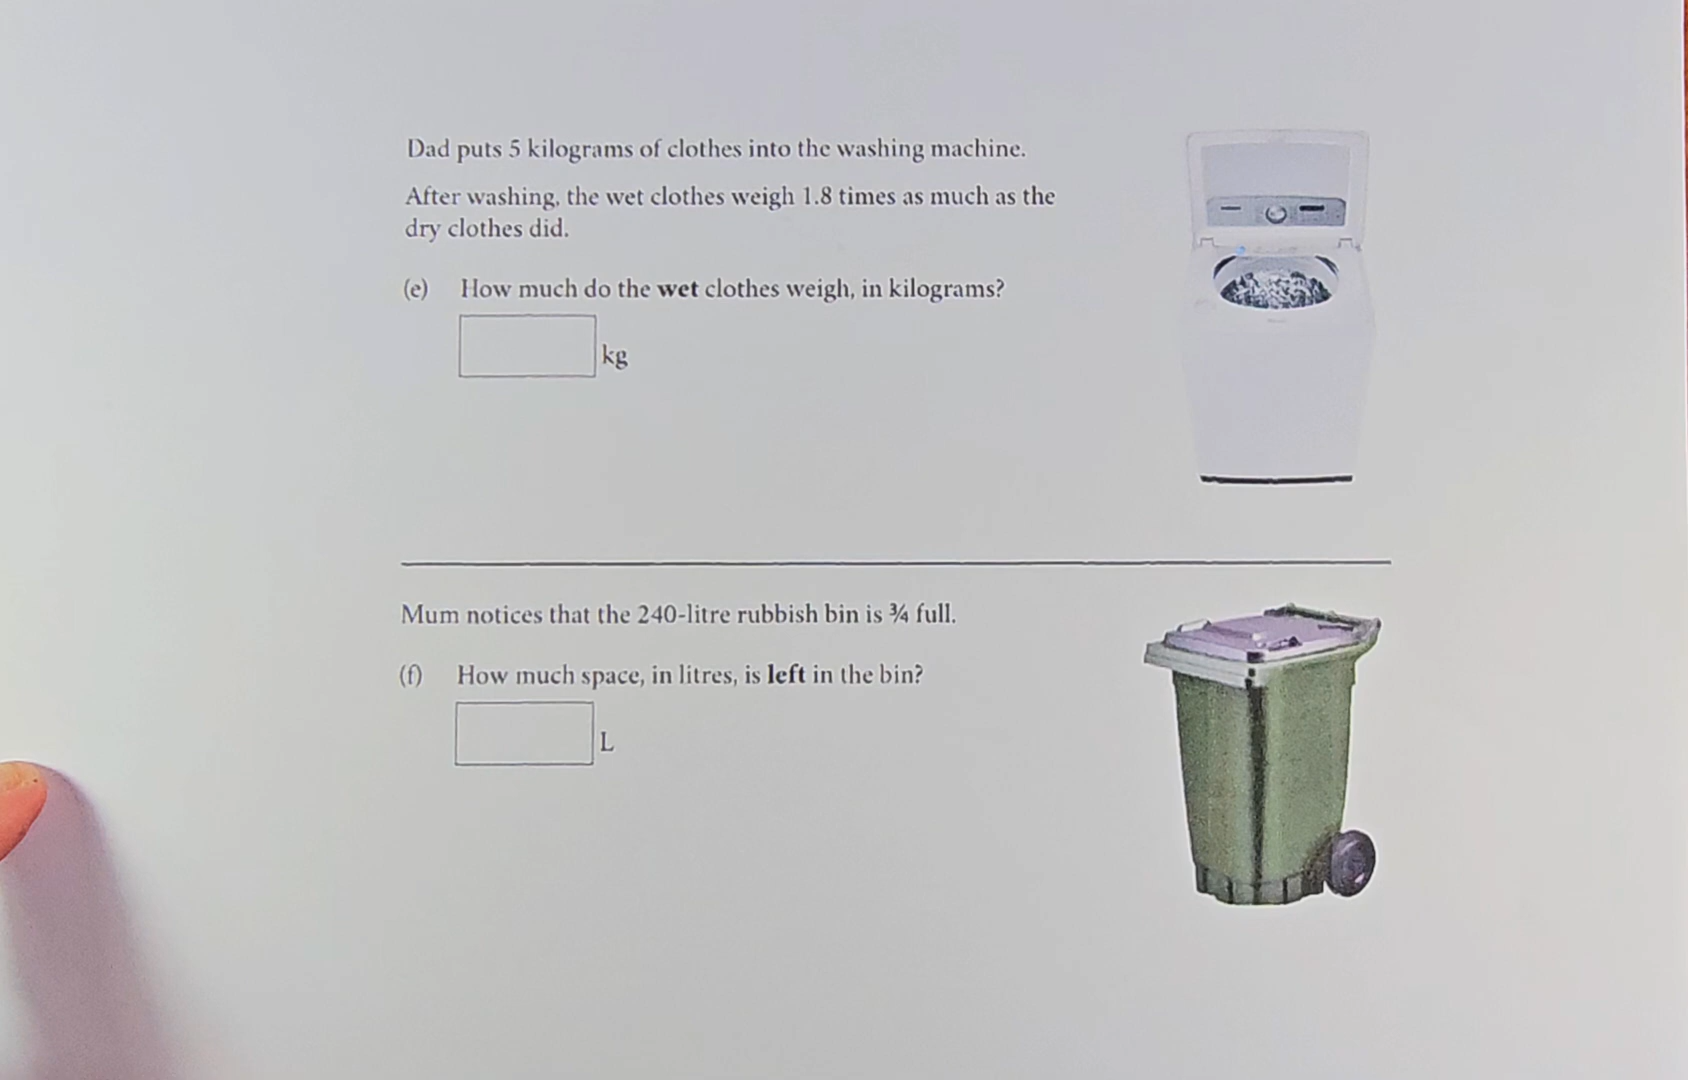 Dad puts 5 kilograms of clothes into the washing machine.
After washing, the wet clothes weigh 1.8 times as much as the
dry clothes did.
(e) How much do the wet clothes weigh, in kilograms?
kg
Mum notices that the 240-litre rubbish bin is ¾ full.
(f) How much space, in litres, is left in the bin?
L